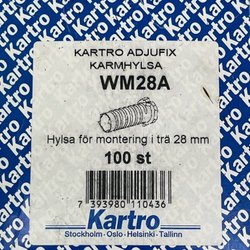 KARTRO ADJUFIX
KARMHYLSA
WM28A
Hylsa för montering i trä 28 mm
100 st
7 393980 110436
Kartro
Stockholm - Oslo - Helsinki - Tallinn